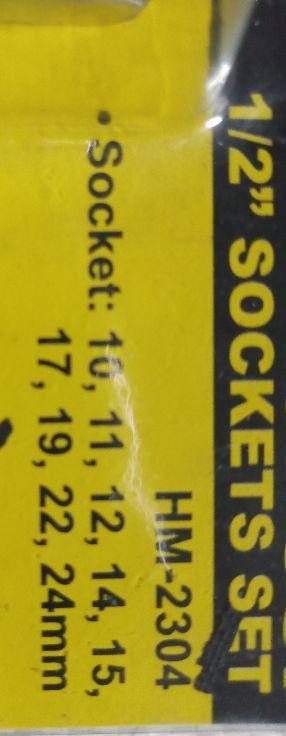 1/2” SOCKETS SET
HM-2304
• Socket: 10, 11, 12, 14, 15,
17, 19, 22, 24mm